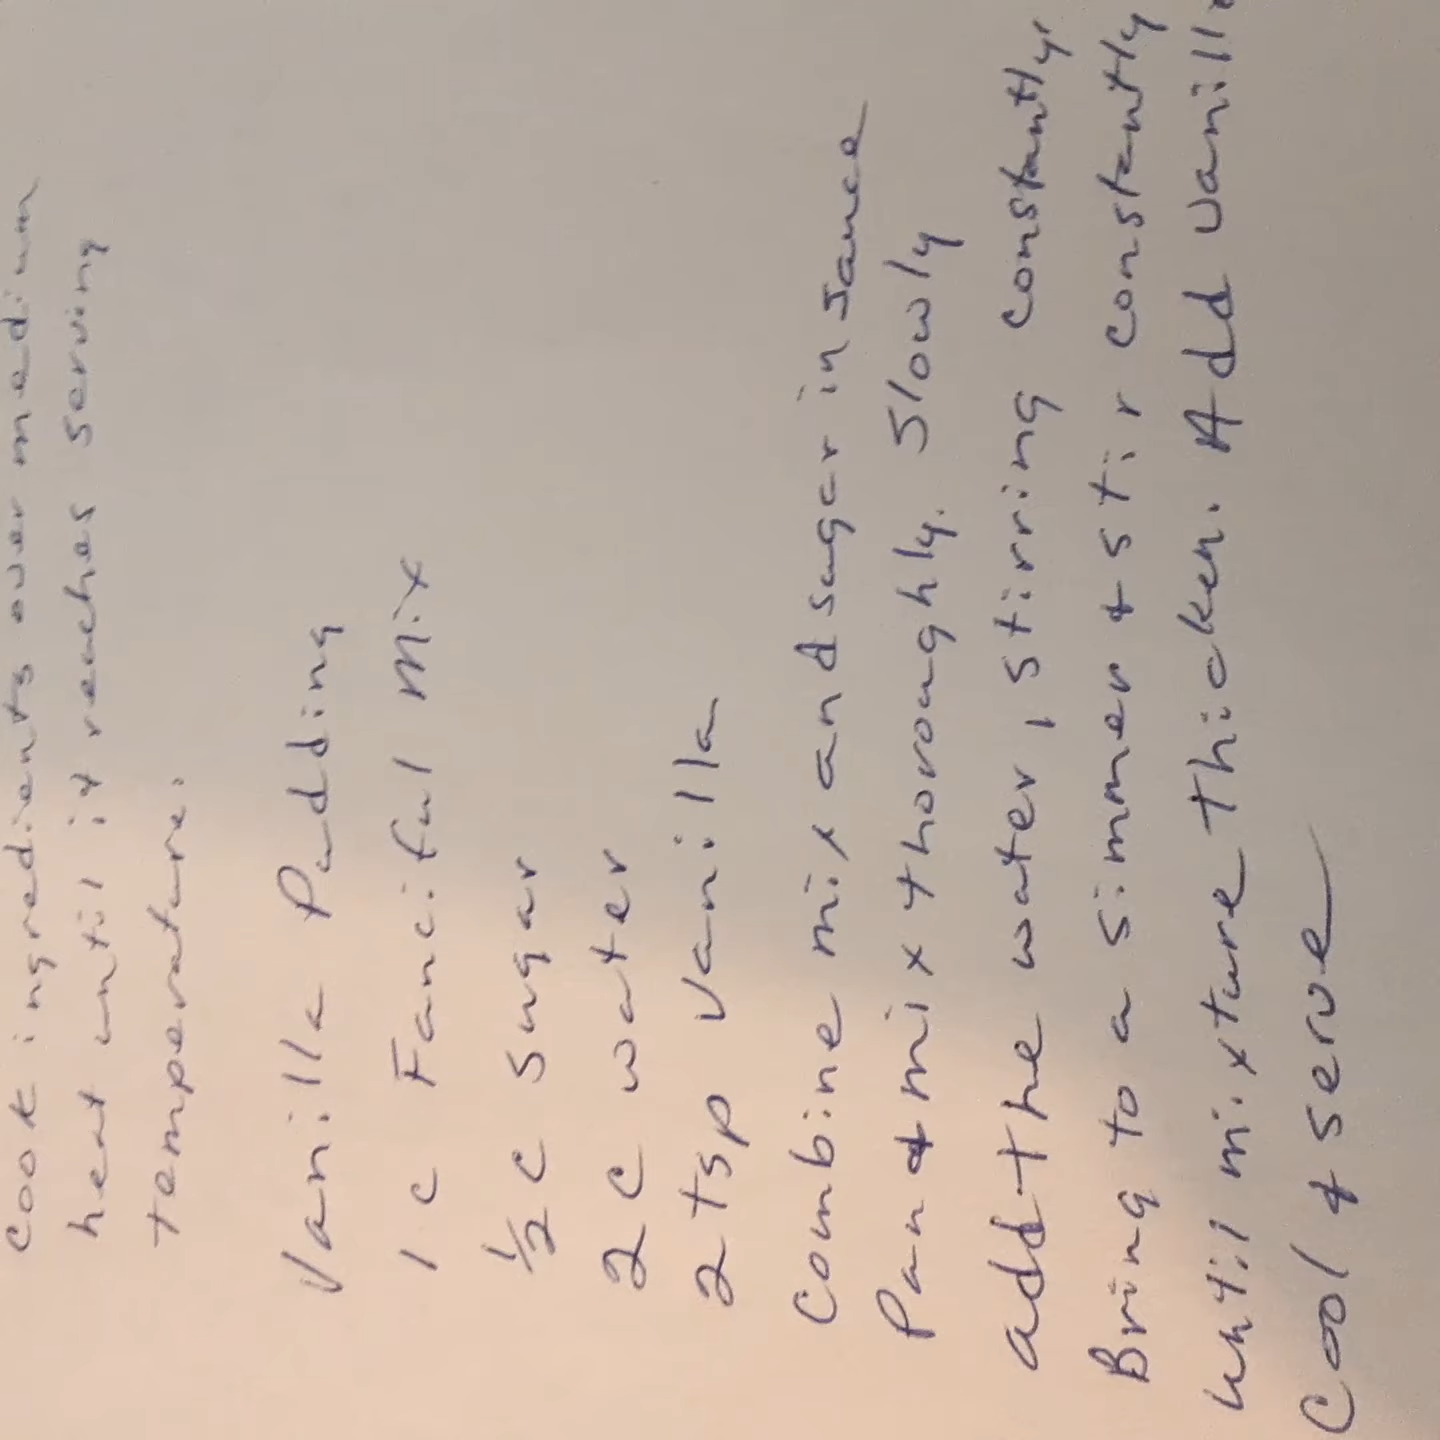 cook ingredients over medium
heat until it reaches serving
temperature.
Vanilla Pudding
1 c Fanciful Mix
1/2 c sugar
2 c water
2 tsp Vanilla
Combine mix and sugar in sauce
Pan & mix thoroughly. Slowly
add the water, stirring constantly.
Bring to a simmer & stir constantly
until mixture thicken. Add vanilla
Cool & serve